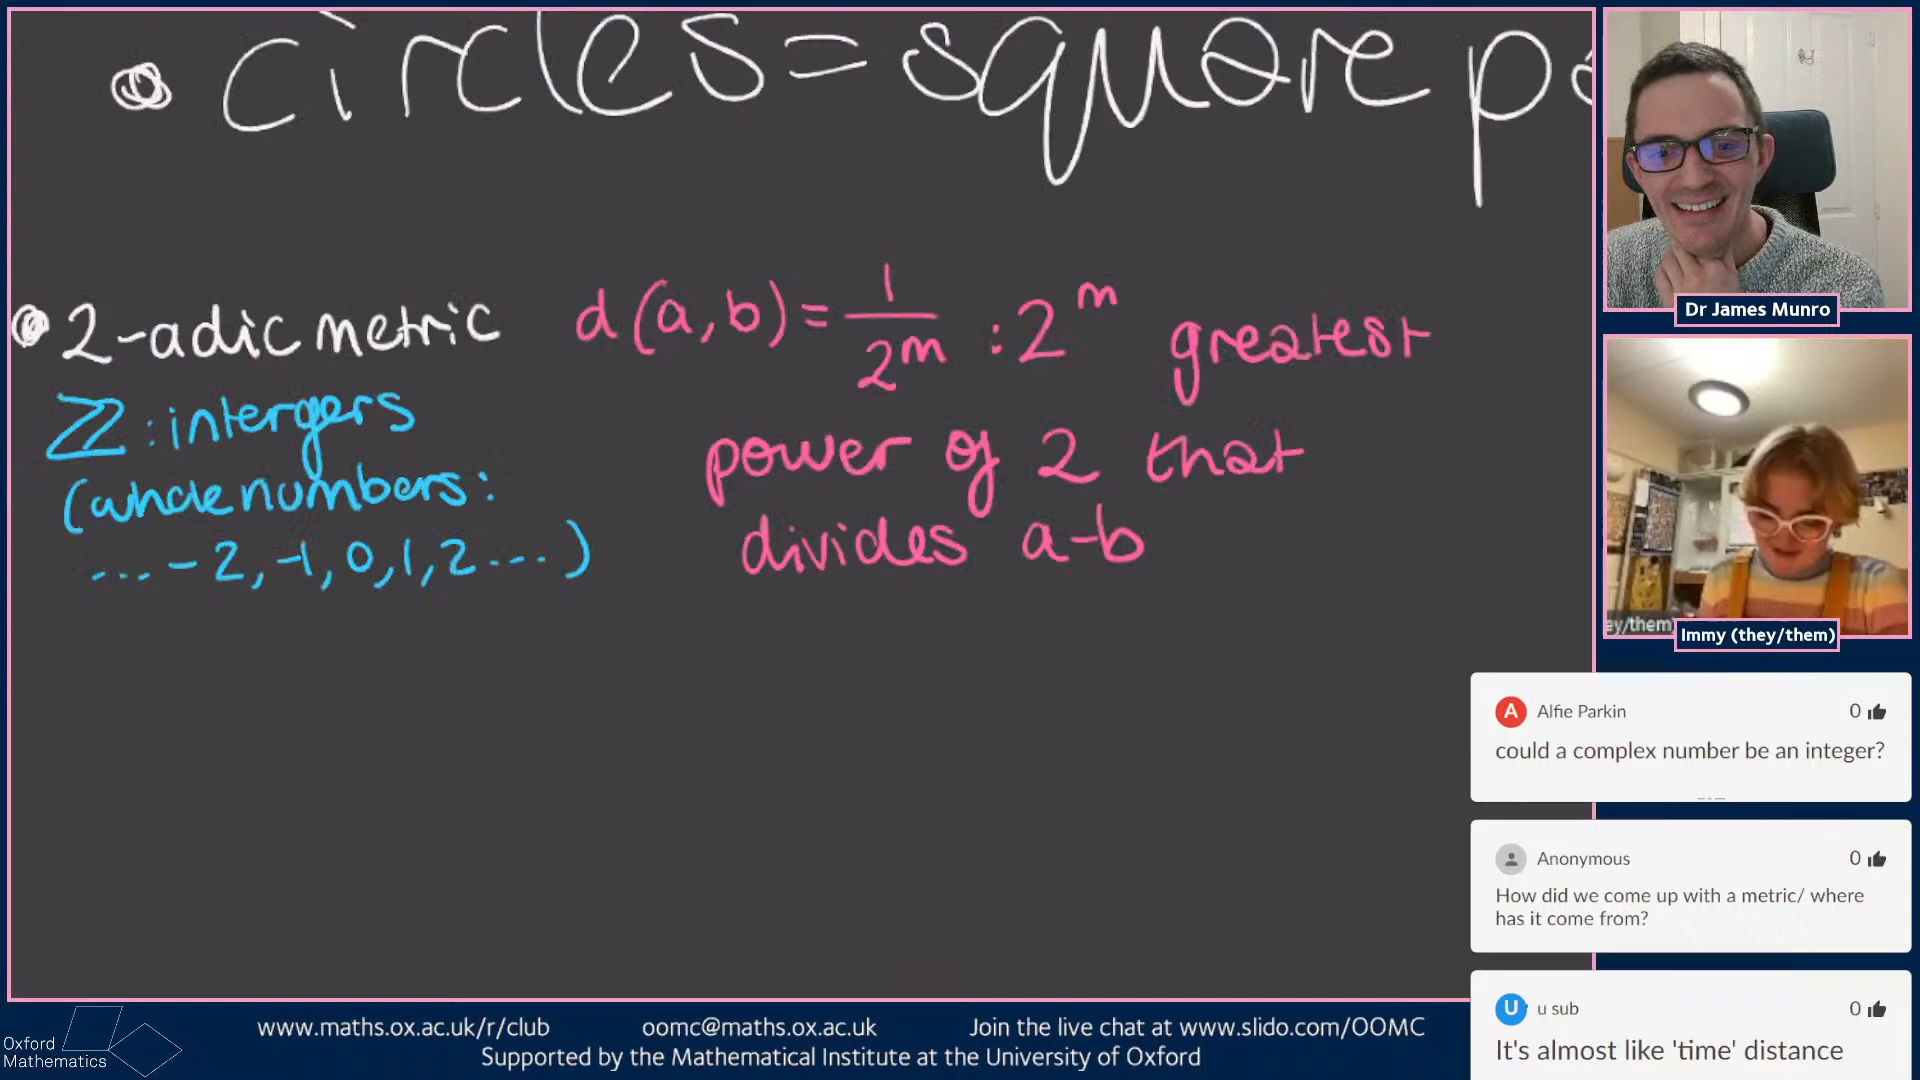 circles = square
2-adic metric
d(a,b) = 1/2^m : 2^m greatest
power of 2 that
divides a-b
ℤ: intergers
(whole numbers:
... -2, -1, 0, 1, 2 ... )
Dr James Munro
ey/them)
Immy (they/them)
A Alfie Parkin 0
could a complex number be an integer?
Anonymous 0
How did we come up with a metric/ where
has it come from?
U u sub 0
It's almost like 'time' distance
Oxford
Mathematics
www.maths.ox.ac.uk/r/club oomc@maths.ox.ac.uk Join the live chat at www.slido.com/OOMC
Supported by the Mathematical Institute at the University of Oxford